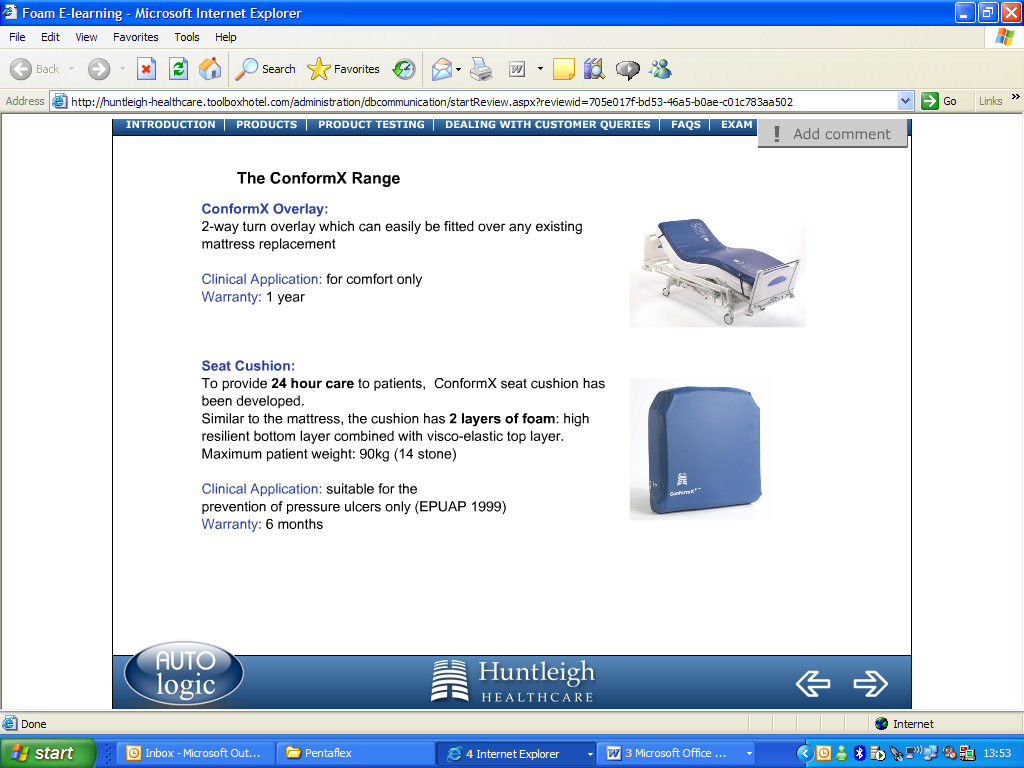 Foam E-learning - Microsoft Internet Explorer
File Edit View Favorites Tools Help
Back Search Favorites
Address http://huntleigh-healthcare.toolboxhotel.com/administration/dbcommunication/startReview.aspx?reviewid=705e017f-bd53-46a5-b0ae-c01c783aa502 Go Links »
INTRODUCTION PRODUCTS PRODUCT TESTING DEALING WITH CUSTOMER QUERIES FAQS EXAM
! Add comment
The ConformX Range
ConformX Overlay:
2-way turn overlay which can easily be fitted over any existing
mattress replacement
Clinical Application: for comfort only
Warranty: 1 year
Seat Cushion:
To provide 24 hour care to patients, ConformX seat cushion has
been developed.
Similar to the mattress, the cushion has 2 layers of foam: high
resilient bottom layer combined with visco-elastic top layer.
Maximum patient weight: 90kg (14 stone)
Clinical Application: suitable for the
prevention of pressure ulcers only (EPUAP 1999)
Warranty: 6 months
ConformX
AUTO
logic
Huntleigh
HEALTHCARE
Done Internet
start Inbox - Microsoft Out... Pentaflex 4 Internet Explorer 3 Microsoft Office ... 13:53